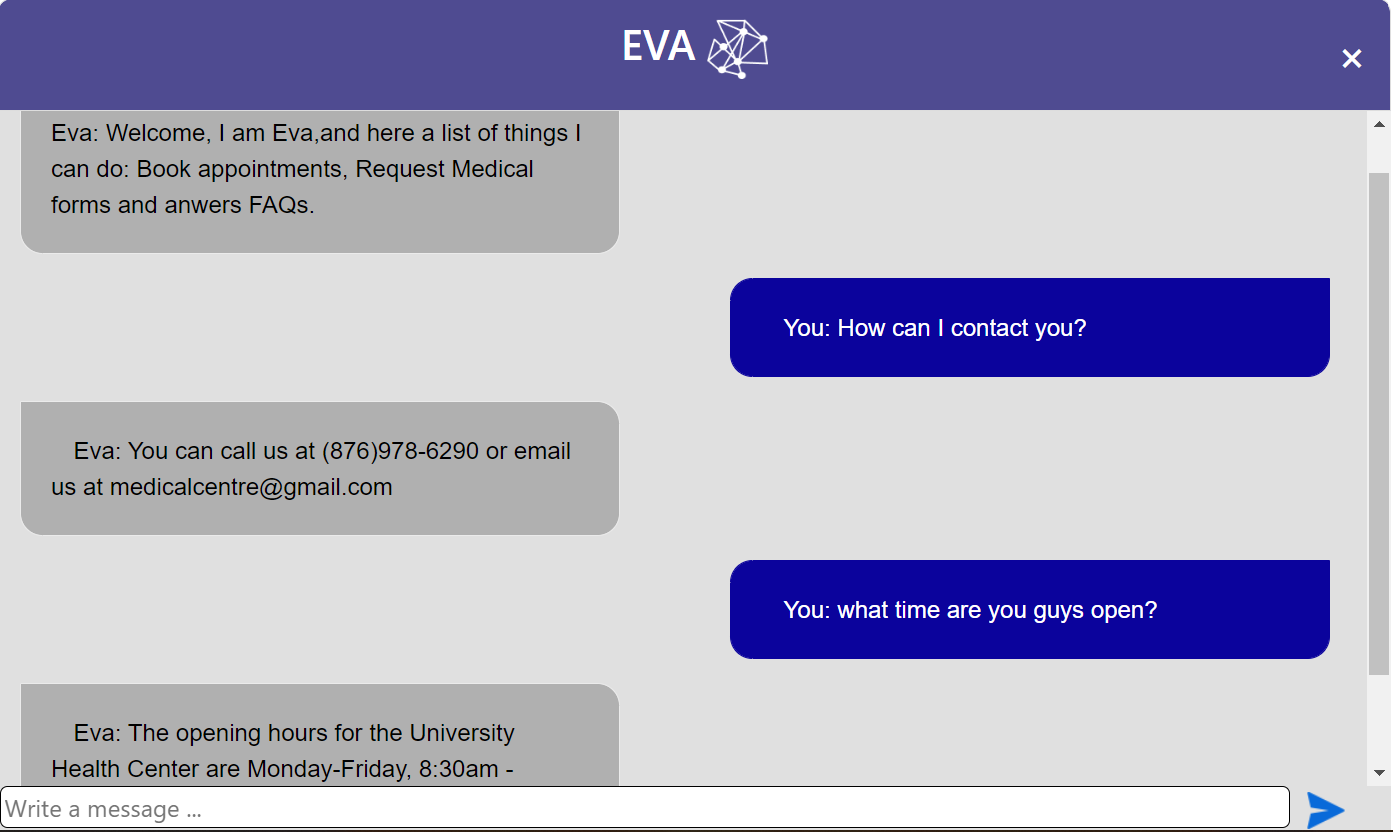 EVA
Eva: Welcome, I am Eva,and here a list of things I
can do: Book appointments, Request Medical
forms and anwers FAQs.
You: How can I contact you?
Eva: You can call us at (876)978-6290 or email
us at medicalcentre@gmail.com
You: what time are you guys open?
Eva: The opening hours for the University
Health Center are Monday-Friday, 8:30am -
Write a message ...